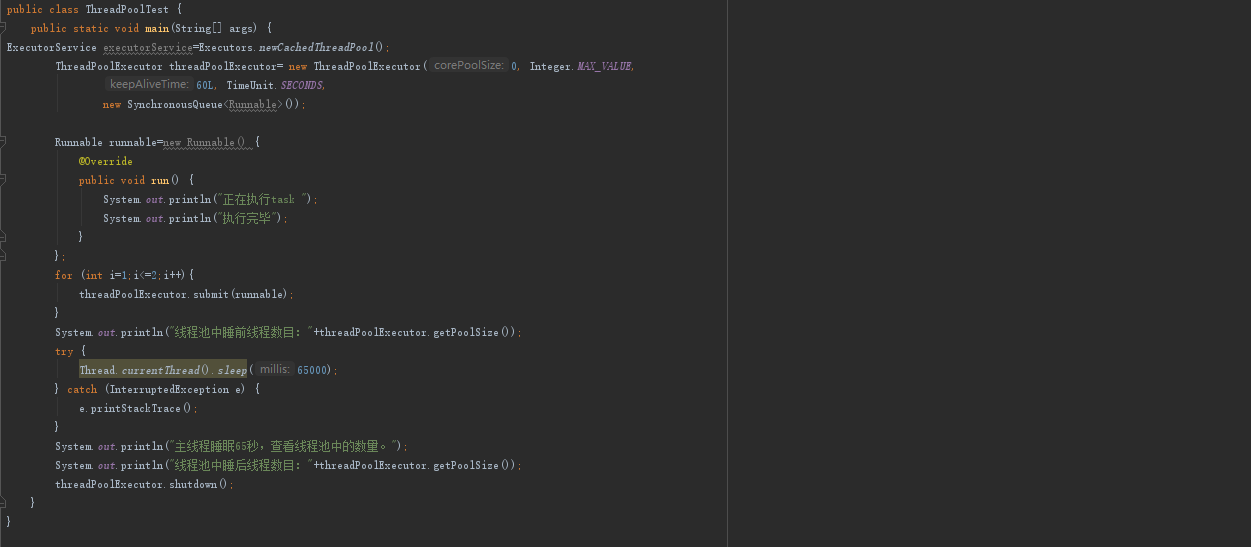 public class ThreadPoolTest {
    public static void main(String[] args) {
ExecutorService executorService=Executors.newCachedThreadPool();
        ThreadPoolExecutor threadPoolExecutor= new ThreadPoolExecutor( corePoolSize: 0, Integer.MAX_VALUE,
                keepAliveTime: 60L, TimeUnit.SECONDS,
                new SynchronousQueue<Runnable>());
        Runnable runnable=new Runnable() {
            @Override
            public void run() {
                System.out.println("正在执行task ");
                System.out.println("执行完毕");
            }
        };
        for (int i=1;i<=2;i++){
            threadPoolExecutor.submit(runnable);
        }
        System.out.println("线程池中睡前线程数目："+threadPoolExecutor.getPoolSize());
        try {
            Thread.currentThread().sleep( millis: 65000);
        } catch (InterruptedException e) {
            e.printStackTrace();
        }
        System.out.println("主线程睡眠65秒，查看线程池中的数量。");
        System.out.println("线程池中睡后线程数目："+threadPoolExecutor.getPoolSize());
        threadPoolExecutor.shutdown();
    }
}